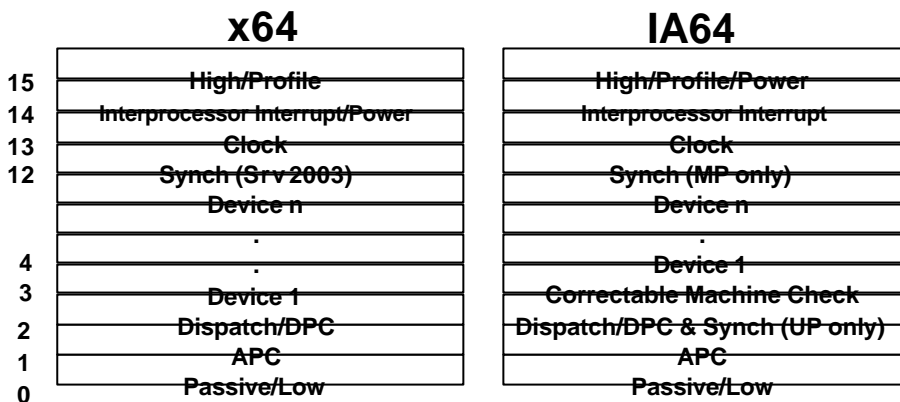 x64 IA64
15 High/Profile High/Profile/Power
14 Interprocessor Interrupt/Power Interprocessor Interrupt
13 Clock Clock
12 Synch (Srv 2003) Synch (MP only)
Device n Device n
. .
4 . Device 1
3 Device 1 Correctable Machine Check
2 Dispatch/DPC Dispatch/DPC & Synch (UP only)
1 APC APC
0 Passive/Low Passive/Low